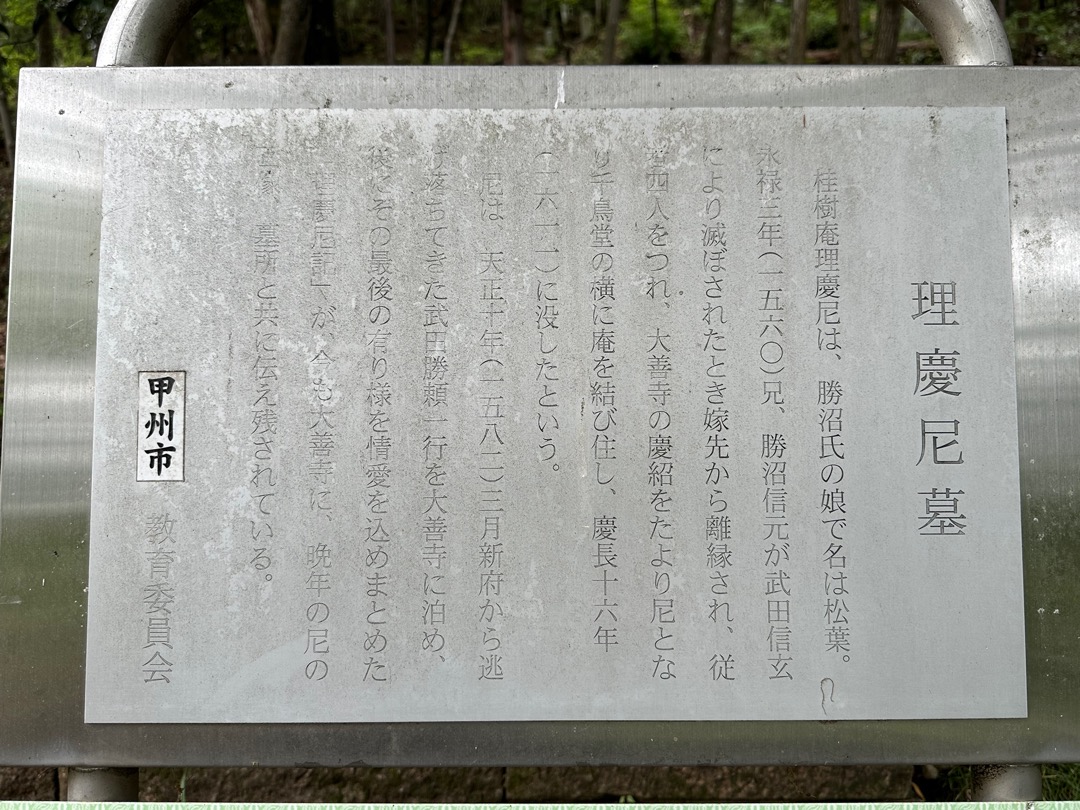 理慶尼墓
桂樹庵理慶尼は、勝沼氏の娘で名は松葉。
永禄三年(一五六〇)兄、勝沼信元が武田信玄
により滅ぼされたとき嫁先から離縁され、従
者四人をつれ、大善寺の慶紹をたより尼とな
り千鳥堂の横に庵を結び住し、慶長十六年
(一六一一)に没したという。
尼は、天正十年(一五八二)三月新府から逃
げ落ちてきた武田勝頼一行を大善寺に泊め、
後にその最後の有り様を情愛を込めまとめた
「理慶尼記」が、今も大善寺に、晩年の尼の
、墓所と共に伝え残されている。
甲州市教育委員会